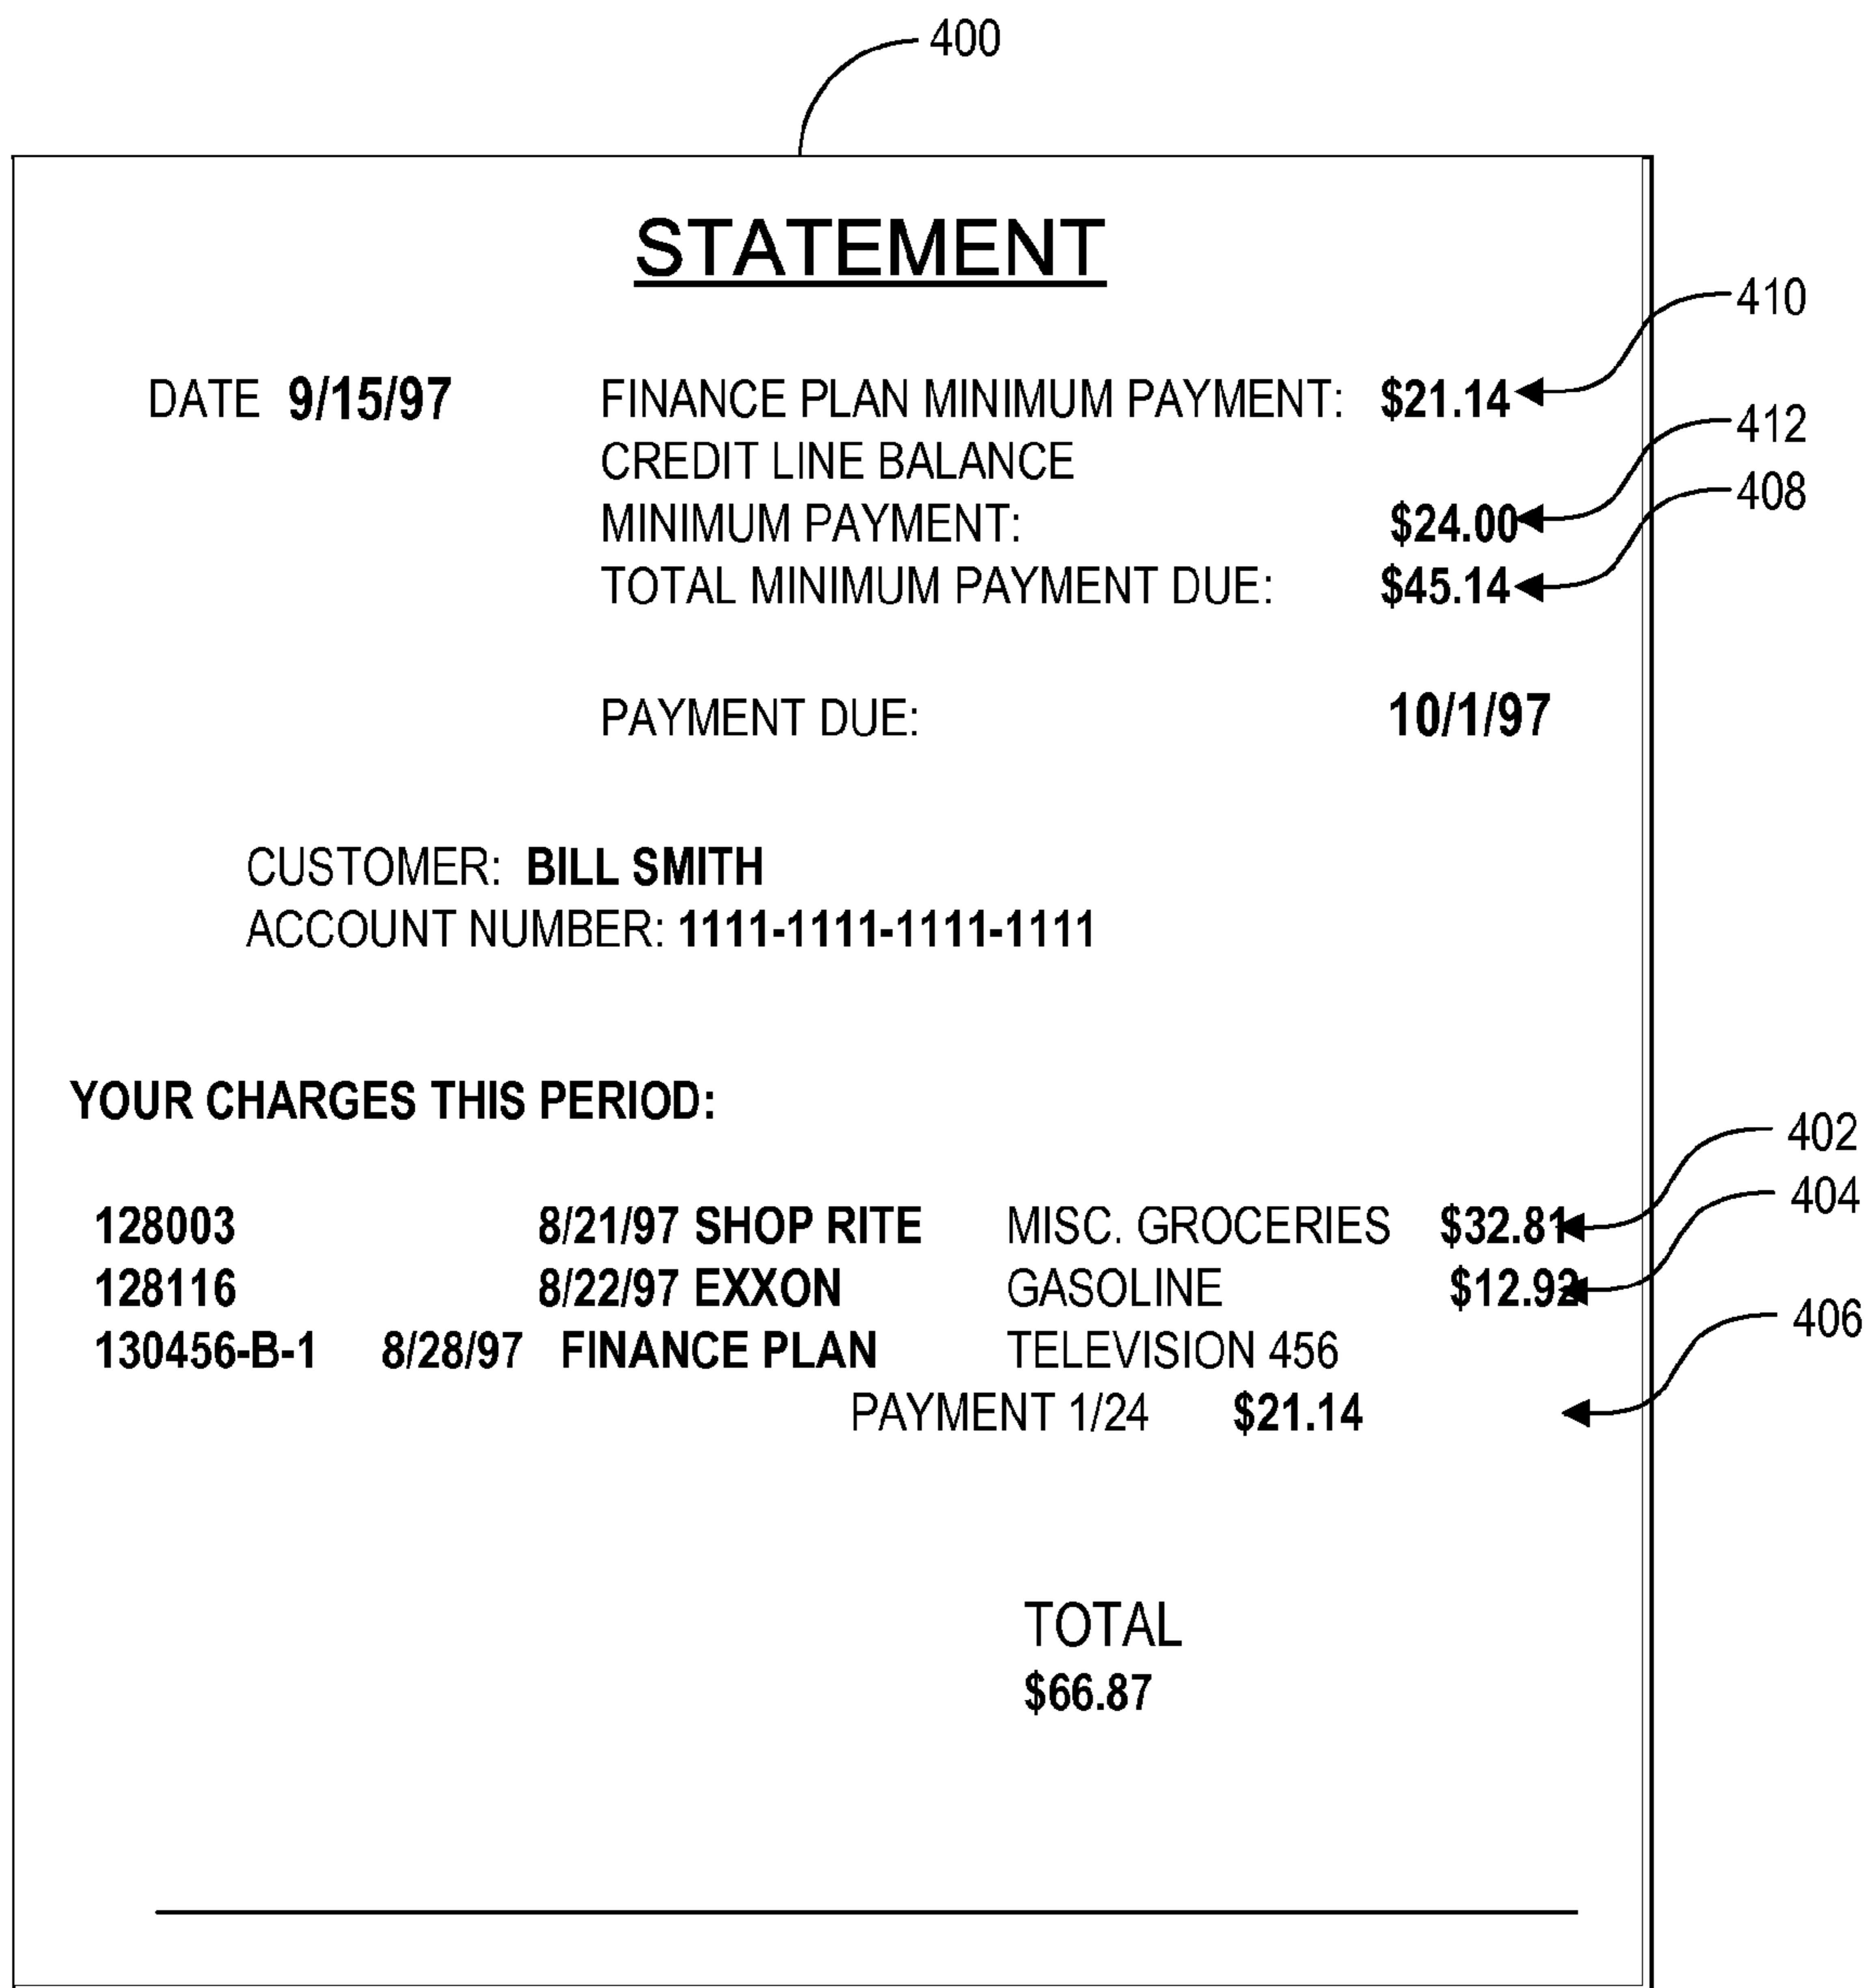 400
STATEMENT
410
DATE 9/15/97 FINANCE PLAN MINIMUM PAYMENT: $21.14
412
CREDIT LINE BALANCE
408
MINIMUM PAYMENT: $24.00
TOTAL MINIMUM PAYMENT DUE: $45.14
PAYMENT DUE: 10/1/97
CUSTOMER: BILL SMITH
ACCOUNT NUMBER: 1111-1111-1111-1111
YOUR CHARGES THIS PERIOD:
402
404
128003 8/21/97 SHOP RITE MISC. GROCERIES $32.81
128116 8/22/97 EXXON GASOLINE $12.92
406
130456-B-1 8/28/97 FINANCE PLAN TELEVISION 456
PAYMENT 1/24 $21.14
TOTAL
$66.87